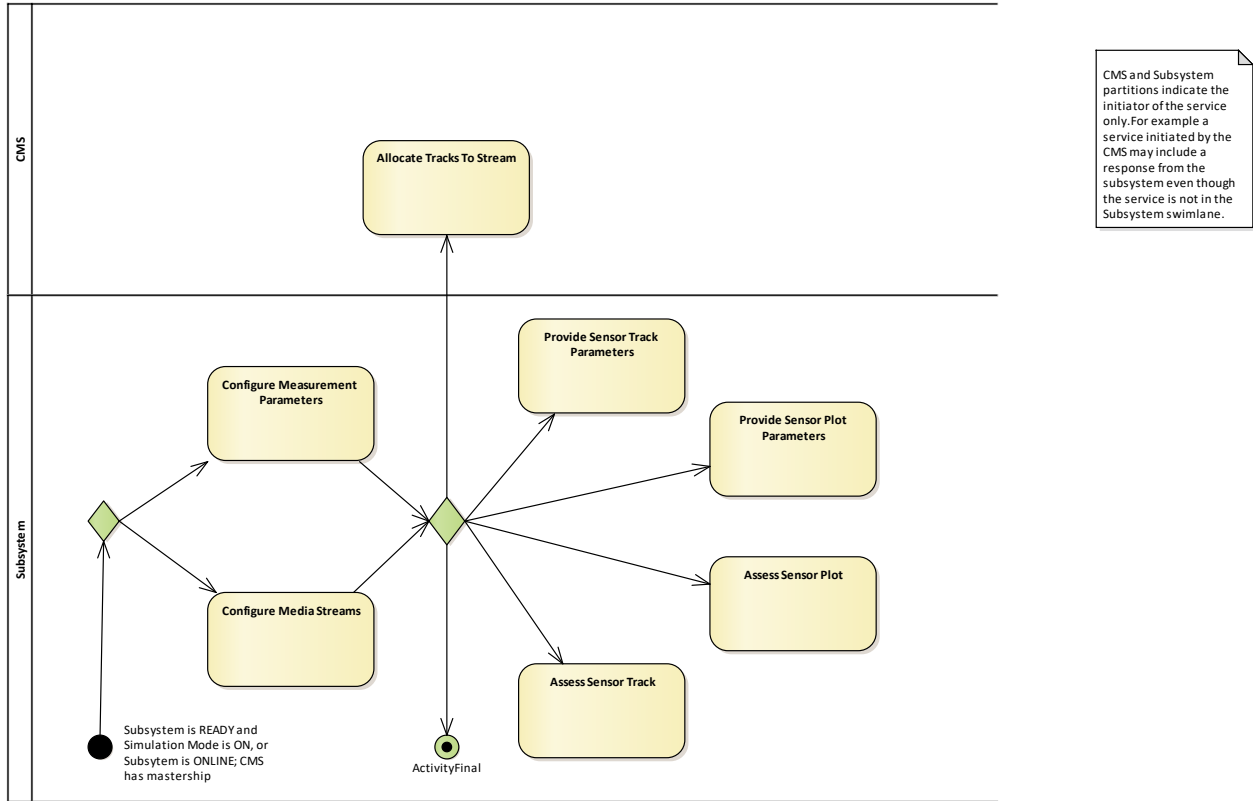 CMS
Allocate Tracks To Stream
CMS and Subsystem
partitions indicate the
initiator of the service
only.For example a
service initiated by the
CMS may include a
response from the
subsystem even though
the service is not in the
Subsystem swimlane.
Subsystem
Provide Sensor Track
Parameters
Configure Measurement
Parameters
Provide Sensor Plot
Parameters
Assess Sensor Plot
Configure Media Streams
Assess Sensor Track
Subsystem is READY and
Simulation Mode is ON, or
Subsytem is ONLINE; CMS
has mastership
ActivityFinal